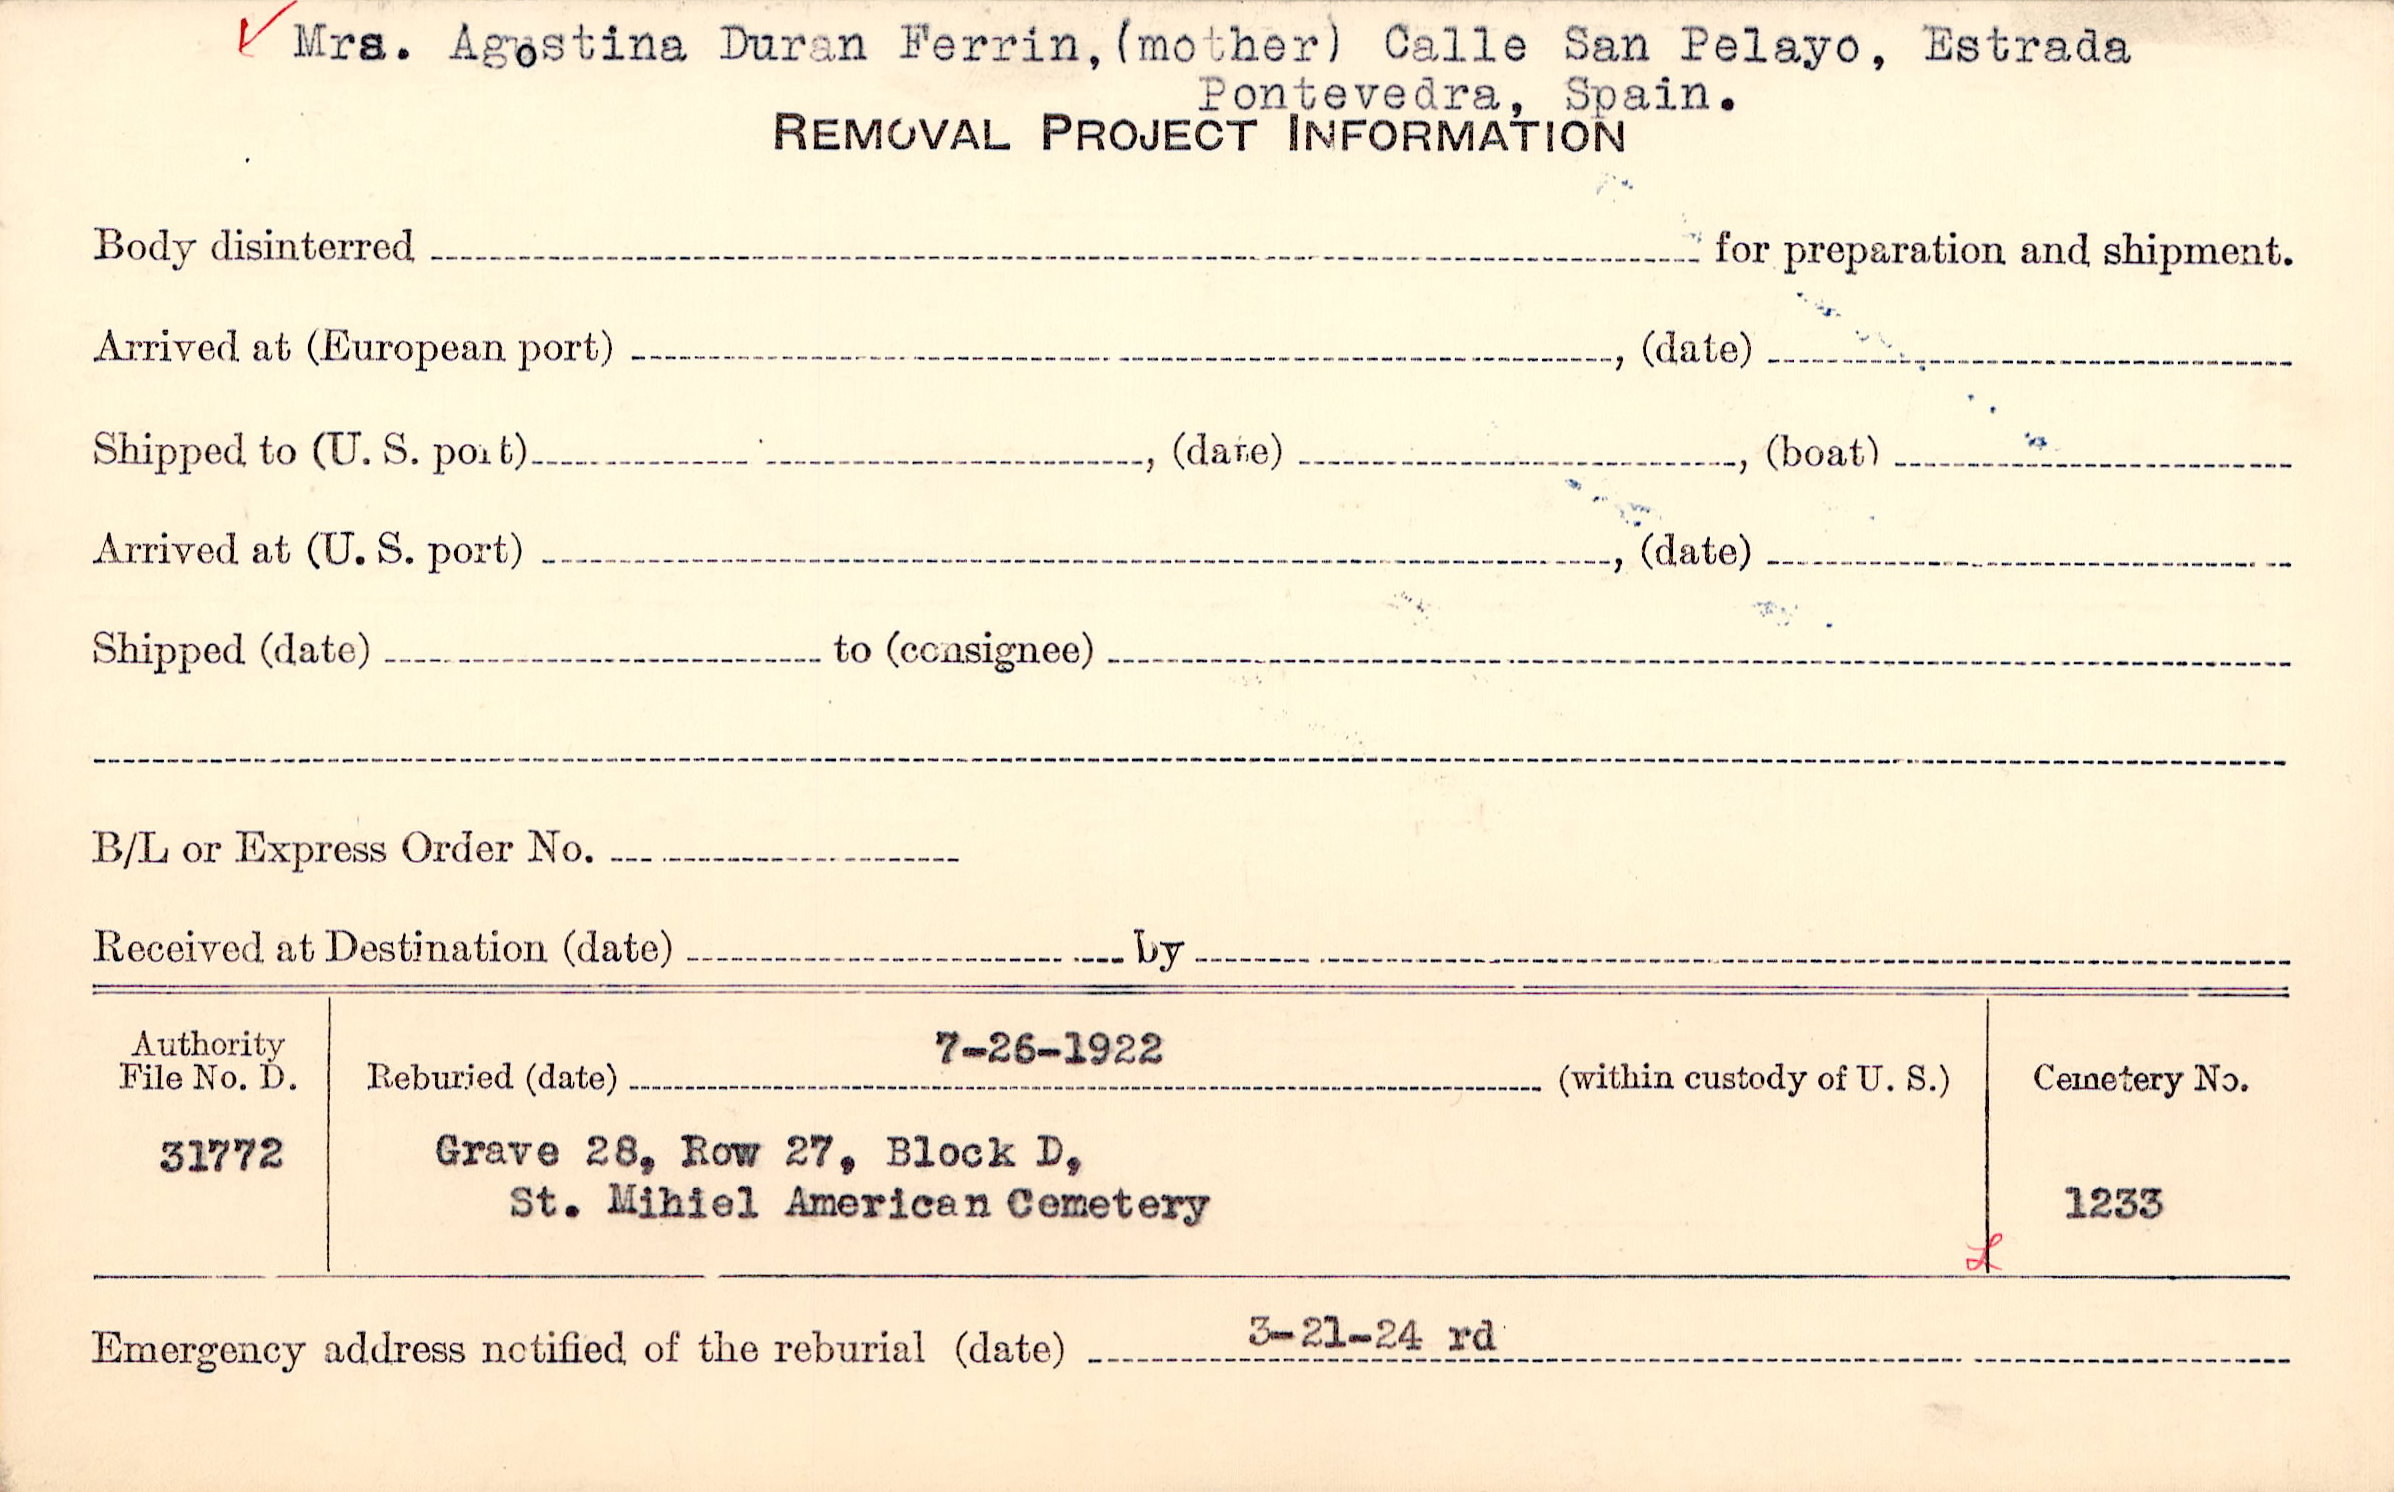 Mrs. Agostina Duran Ferrin, (mother) Calle San Pelayo, Estrada
Pontevedra, Spain.
REMOVAL PROJECT INFORMATION
Body disinterred for preparation and shipment.
Arrived at (European port) , (date)
Shipped to (U. S. port) , (date) , (boat)
Arrived at (U. S. port) , (date)
Shipped (date) to (consignee)
B/L or Express Order No.
Received at Destination (date) by
Authority
File No. D.
31772
7-26-1922
Reburied (date) (within custody of U. S.)
Grave 28, Row 27, Block D,
St. Mihiel American Cemetery
Cemetery No.
1233
Emergency address notified of the reburial (date) 3-21-24 rd